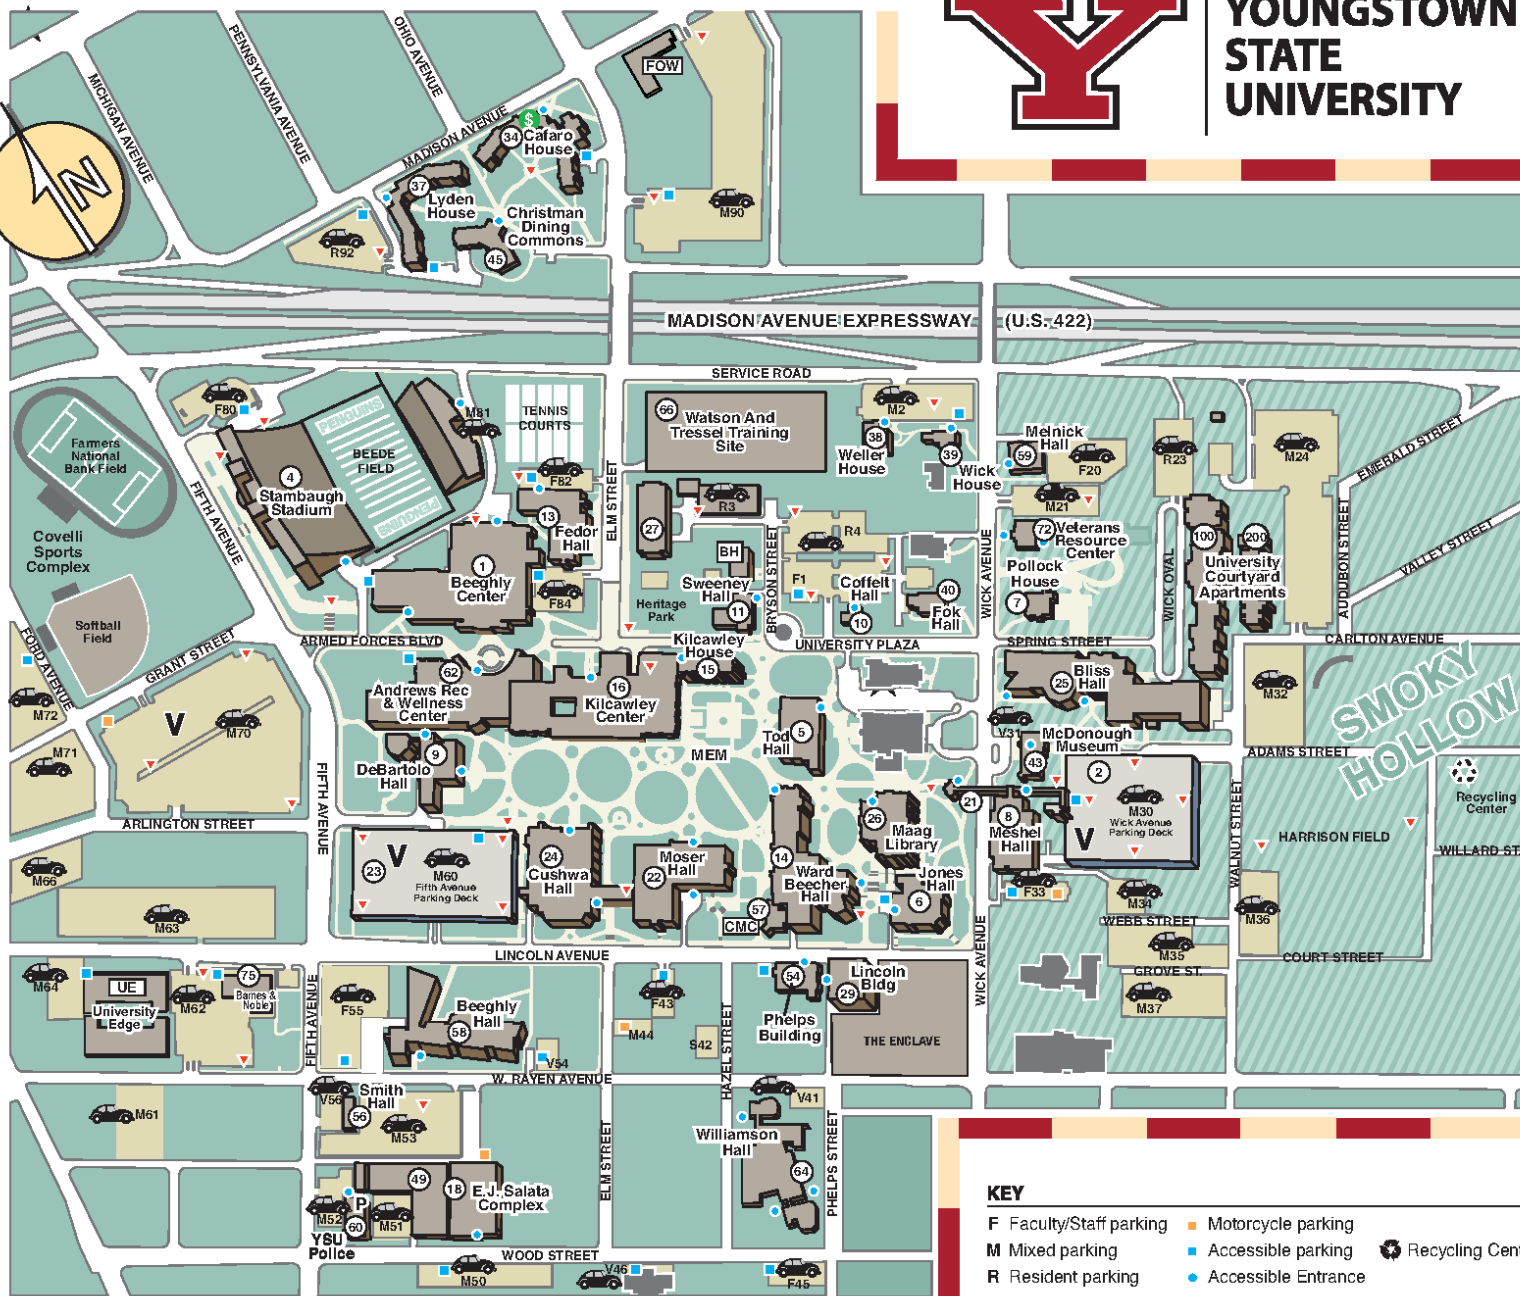 YOUNGSTOWN
STATE
UNIVERSITY
Y
N
MICHIGAN AVENUE
PENNSYLVANIA AVENUE
OHIO AVENUE
MADISON AVENUE
FOW
$
34
Cafaro
House
37
Lyden
House
Christman
Dining
Commons
45
R92
M90
MADISON AVENUE EXPRESSWAY
(U.S. 422)
SERVICE ROAD
F80
Farmers
National
Bank Field
PENGUINS
BEEDE
FIELD
PENGUINS
M81
TENNIS
COURTS
4
Stambaugh
Stadium
FIFTH AVENUE
66
Watson And
Tressel Training
Site
M2
38
Weller
House
39
Wick
House
Melnick
Hall
59
F20
R23
M24
EMERALD STREET
F82
13
Fedor
Hall
ELM STREET
27
R3
R4
M21
72
Veterans
Resource
Center
100
200
University
Courtyard
Apartments
AUDUBON STREET
VALLEY STREET
Covelli
Sports
Complex
1
Beeghly
Center
F84
BH
Sweeney
Hall
11
Heritage
Park
BRYSON STREET
F1
Coffelt
Hall
10
40
Fok
Hall
WICK AVENUE
Pollock
House
7
WICK OVAL
Softball
Field
FORD AVENUE
GRANT STREET
ARMED FORCES BLVD
Kilcawley
House
15
UNIVERSITY PLAZA
SPRING STREET
CARLTON AVENUE
62
Andrews Rec
& Wellness
Center
16
Kilcawley
Center
25
Bliss
Hall
M32
SMOKY
HOLLOW
M72
V
M70
M71
9
DeBartolo
Hall
MEM
5
Tod
Hall
V31
McDonough
Museum
43
ADAMS STREET
2
M30
Wick Avenue
Parking Deck
V
Recycling
Center
FIFTH AVENUE
ARLINGTON STREET
21
8
Meshel
Hall
WALNUT STREET
HARRISON FIELD
WILLARD ST.
23
V
M60
Fifth Avenue
Parking Deck
24
Cushwa
Hall
22
Moser
Hall
14
Ward
Beecher
Hall
26
Maag
Library
Jones
Hall
6
57
CMC
M66
M63
F33
M34
M36
WEBB STREET
M35
COURT STREET
GROVE ST.
M37
WICK AVENUE
LINCOLN AVENUE
M64
UE
University
Edge
M62
75
Barnes &
Noble
FIFTH AVENUE
F55
Beeghly
Hall
58
V54
F43
M44
S42
HAZEL STREET
54
Phelps
Building
Lincoln
Bldg
29
THE ENCLAVE
W. RAYEN AVENUE
M61
V56
Smith
Hall
56
M53
V41
Williamson
Hall
64
PHELPS STREET
ELM STREET
49
18
E.J. Salata
Complex
M52
P
60
M51
YSU
Police
WOOD STREET
M50
V46
F45
KEY
F Faculty/Staff parking
M Mixed parking
R Resident parking
Motorcycle parking
Accessible parking
Accessible Entrance
Recycling Cent